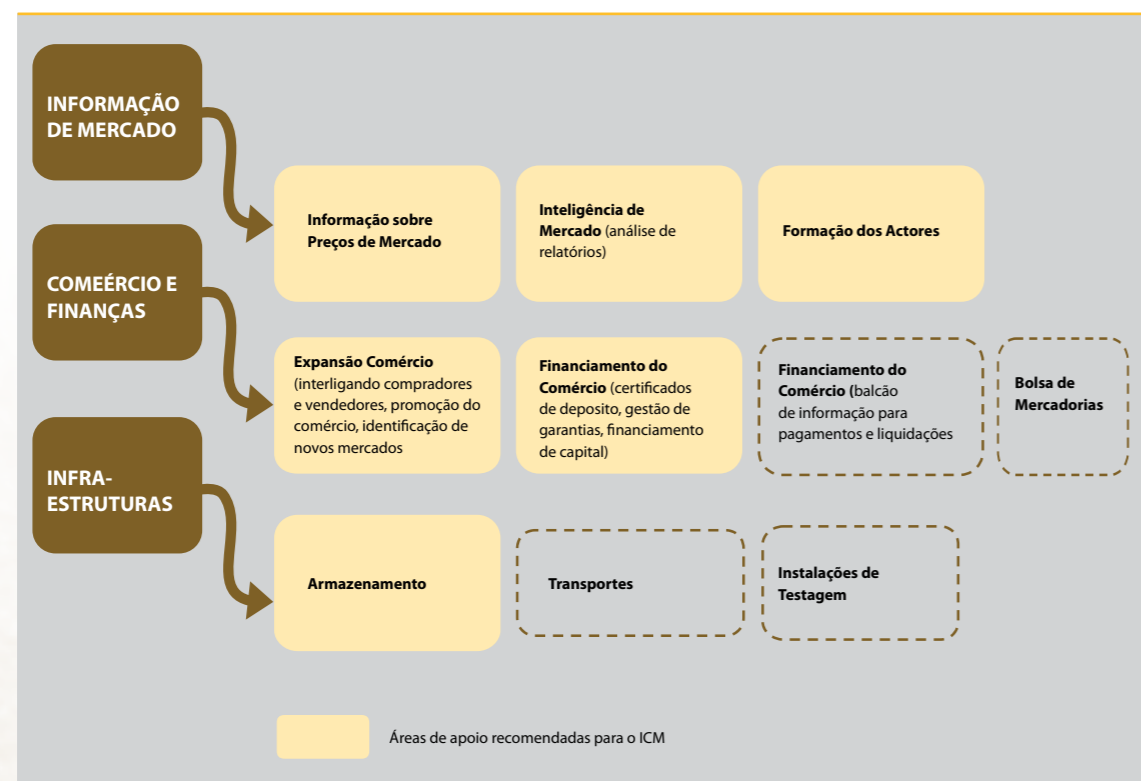 INFORMAÇÃO
DE MERCADO
Informação sobre
Preços de Mercado
Inteligência de
Mercado (análise de
relatórios)
Formação dos Actores
COMEÉRCIO E
FINANÇAS
Expansão Comércio
(interligando compradores
e vendedores, promoção do
comércio, identificação de
novos mercados
Financiamento do
Comércio (certificados
de deposito, gestão de
garantias, financiamento
de capital)
Financiamento do
Comércio (balcão
de informação para
pagamentos e liquidações
Bolsa de
Mercadorias
INFRA-
ESTRUTURAS
Armazenamento
Transportes
Instalações de
Testagem
Áreas de apoio recomendadas para o ICM